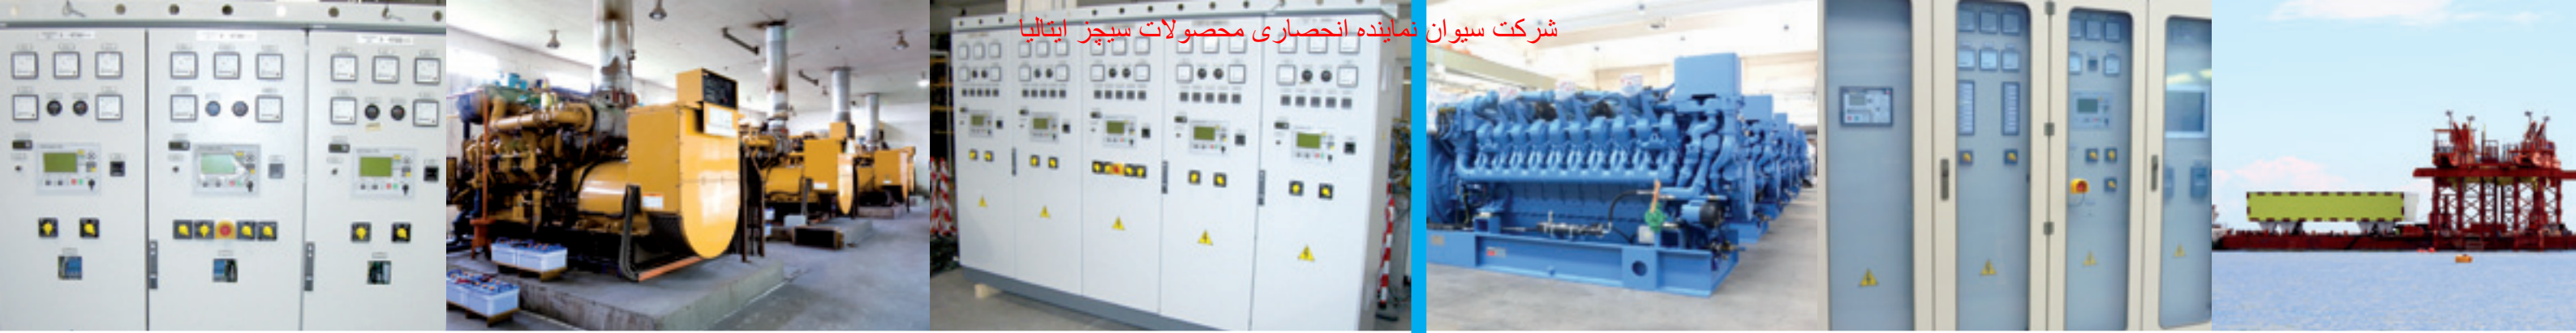 شرکت سیوان نماینده انحصاری محصولات سیچز ایتالیا